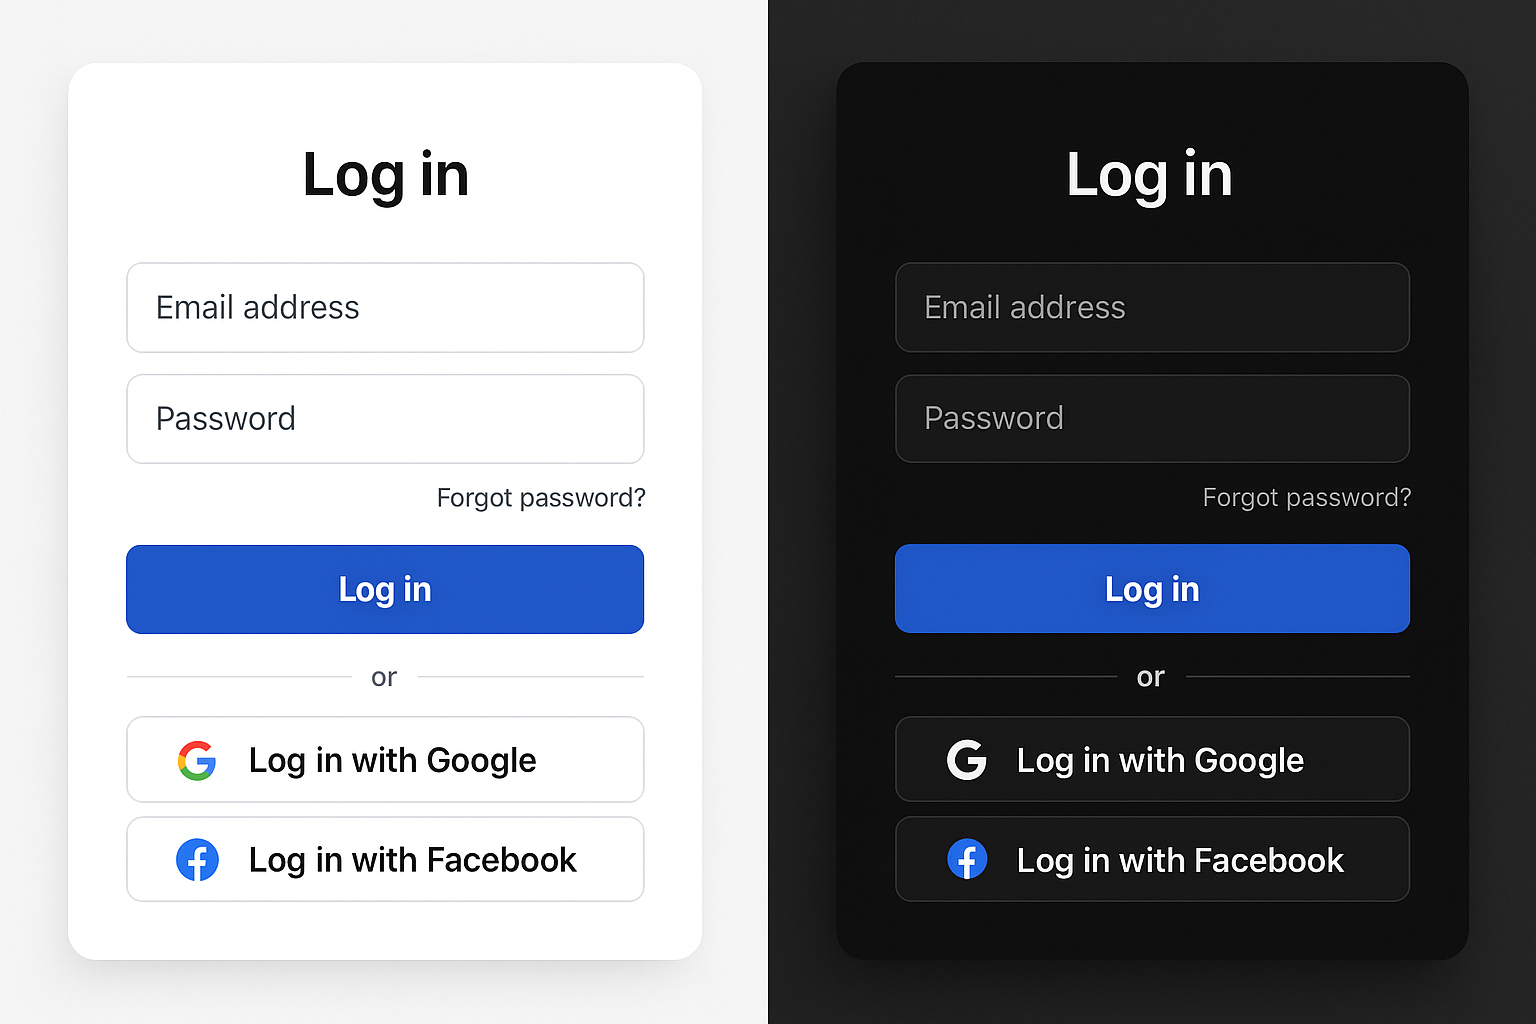 Log in
Email address
Password
Forgot password?
Log in
or
Log in with Google
Log in with Facebook
Log in
Email address
Password
Forgot password?
Log in
or
Log in with Google
Log in with Facebook